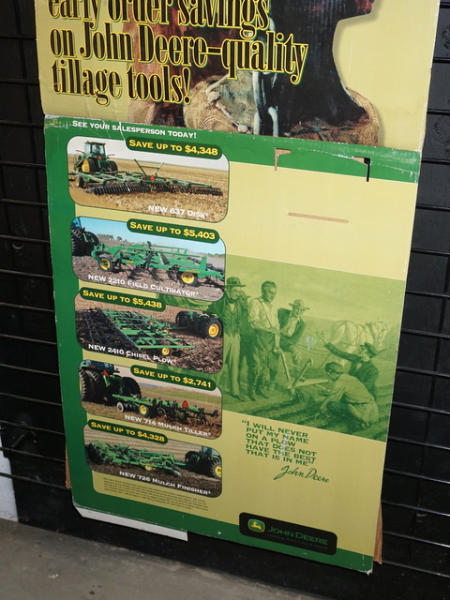 early order savings
on John Deere-quality
tillage tools!
SEE YOUR SALESPERSON TODAY!
SAVE UP TO $4,348
NEW 637 DISK
SAVE UP TO $5,403
NEW 2210 FIELD CULTIVATOR
SAVE UP TO $5,438
NEW 2410 CHISEL PLOW
SAVE UP TO $2,741
NEW 714 MULCH TILLER
SAVE UP TO $4,328
NEW 726 MULCH FINISHER
"I WILL NEVER
PUT MY NAME
ON A PLOW
THAT DOES NOT
HAVE THE BEST
THAT IS IN ME"
John Deere
JOHN DEERE